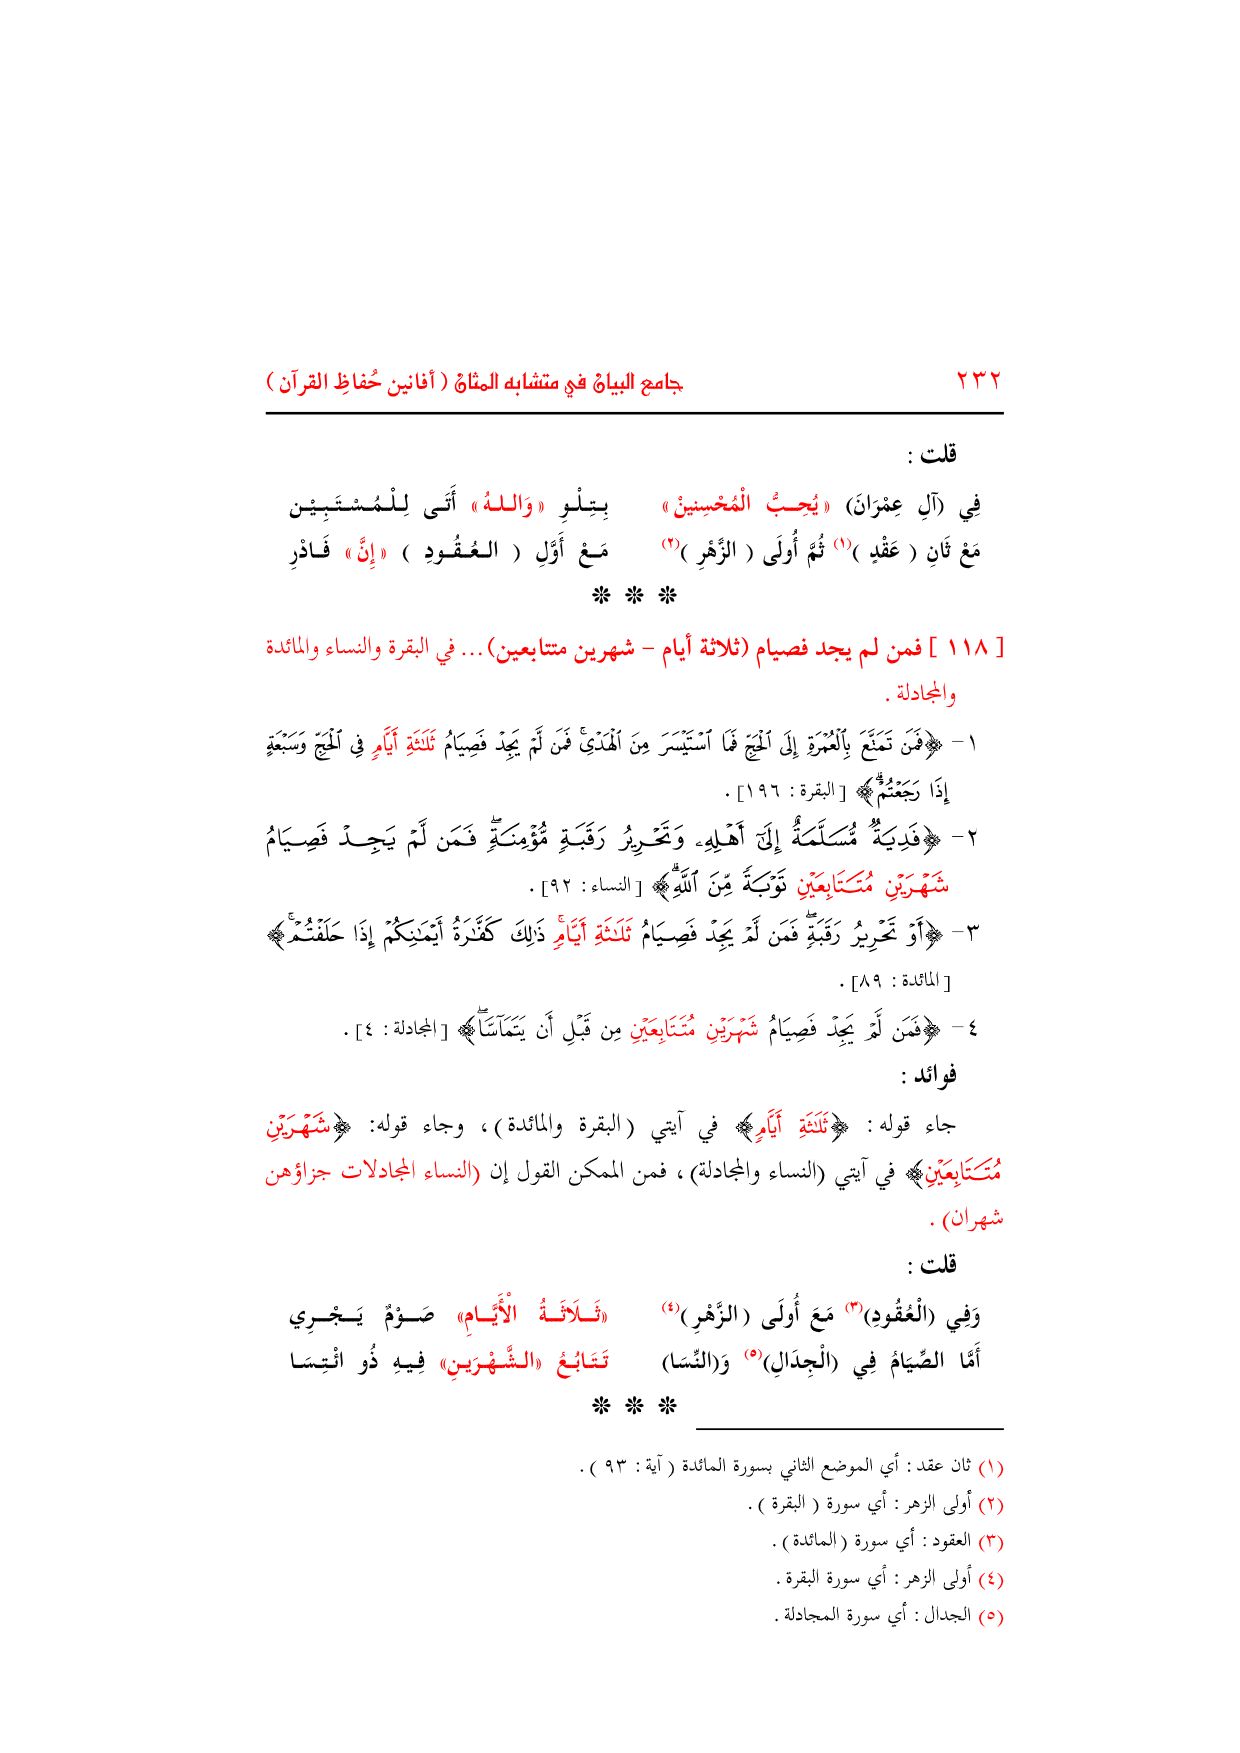 ٢٣٢ جامع البيان في متشابه المثان ( أفانين حُفاظِ القرآن )
قلت :
فِي (آلِ عِمْرَانَ) « يُحِبُّ الْمُحْسِنِينْ » بِتِلْوِ « وَاللهُ » أَتَى لِلْمُسْتَبِيْن
مَعْ ثَانِ ( عَقْدٍ )(١) ثُمَّ أُولَى ( الزَّهْرِ )(٢) مَعْ أَوَّلِ ( العُقُودِ ) « إِنَّ » فَادْرِ
* * *
[ ١١٨ ] فمن لم يجد فصيام (ثلاثة أيام – شهرين متتابعين)... في البقرة والنساء والمائدة
والمجادلة .
١- ﴿فَمَن تَمَتَّعَ بِٱلْعُمْرَةِ إِلَى ٱلْحَجِّ فَمَا ٱسْتَيْسَرَ مِنَ ٱلْهَدْىِۚ فَمَن لَّمْ يَجِدْ فَصِيَامُ ثَلَٰثَةِ أَيَّامٍ فِى ٱلْحَجِّ وَسَبْعَةٍ
إِذَا رَجَعْتُمْۗ﴾ [البقرة : ١٩٦] .
٢- ﴿فَدِيَةٌ مُّسَلَّمَةٌ إِلَىٰٓ أَهْلِهِۦ وَتَحْرِيرُ رَقَبَةٍ مُّؤْمِنَةٍۖ فَمَن لَّمْ يَجِدْ فَصِيَامُ
شَهْرَيْنِ مُتَتَابِعَيْنِ تَوْبَةً مِّنَ ٱللَّهِۗ﴾ [النساء : ٩٢] .
٣- ﴿أَوْ تَحْرِيرُ رَقَبَةٍۖ فَمَن لَّمْ يَجِدْ فَصِيَامُ ثَلَٰثَةِ أَيَّامٍۚ ذَٰلِكَ كَفَّٰرَةُ أَيْمَٰنِكُمْ إِذَا حَلَفْتُمْۚ﴾
[المائدة : ٨٩] .
٤- ﴿فَمَن لَّمْ يَجِدْ فَصِيَامُ شَهْرَيْنِ مُتَتَابِعَيْنِ مِن قَبْلِ أَن يَتَمَآسَّاۖ﴾ [المجادلة : ٤] .
فوائد :
جاء قوله : ﴿ثَلَٰثَةِ أَيَّامٍ﴾ في آيتي (البقرة والمائدة)، وجاء قوله: ﴿شَهْرَيْنِ
مُتَتَابِعَيْنِ﴾ في آيتي (النساء والمجادلة)، فمن الممكن القول إن (النساء المجادلات جزاؤهن
شهران) .
قلت :
وَفِي (الْعُقُودِ)(٣) مَعَ أُولَى ( الزَّهْرِ )(٤) «ثَلَاثَةُ الْأَيَّامِ» صَوْمٌ يَجْرِي
أَمَّا الصِّيَامُ فِي (الْجِدَالِ)(٥) وَ(النِّسَا) تَتَابُعُ «الشَّهْرَيْنِ» فِيهِ ذُو ائْتِسَا
* * *
(١) ثان عقد : أي الموضع الثاني بسورة المائدة ( آية : ٩٣ ) .
(٢) أولى الزهر : أي سورة ( البقرة ) .
(٣) العقود : أي سورة (المائدة) .
(٤) أولى الزهر : أي سورة البقرة .
(٥) الجدال : أي سورة المجادلة .